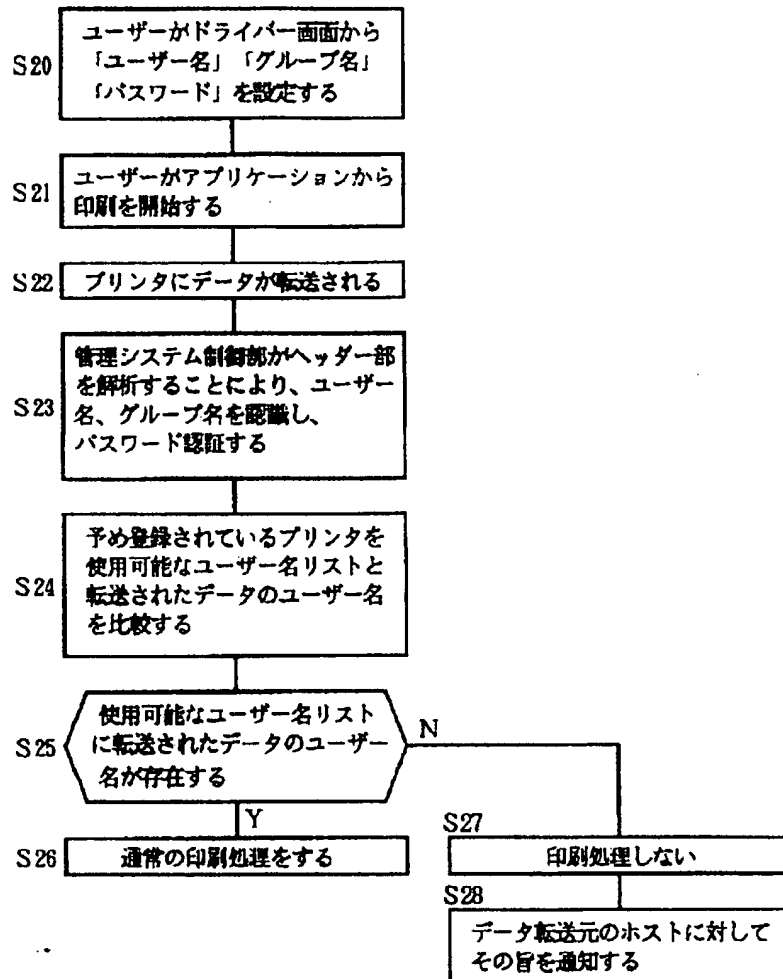 S20
ユーザーがドライバー画面から
「ユーザー名」「グループ名」
「パスワード」を設定する
S21
ユーザーがアプリケーションから
印刷を開始する
S22
プリンタにデータが転送される
S23
管理システム制御部がヘッダー部
を解析することにより、ユーザー
名、グループ名を認識し、
パスワード認証する
S24
予め登録されているプリンタを
使用可能なユーザー名リストと
転送されたデータのユーザー名
を比較する
S25
使用可能なユーザー名リスト
に転送されたデータのユーザー
名が存在する
N
Y
S26
通常の印刷処理をする
S27
印刷処理しない
S28
データ転送元のホストに対して
その旨を通知する